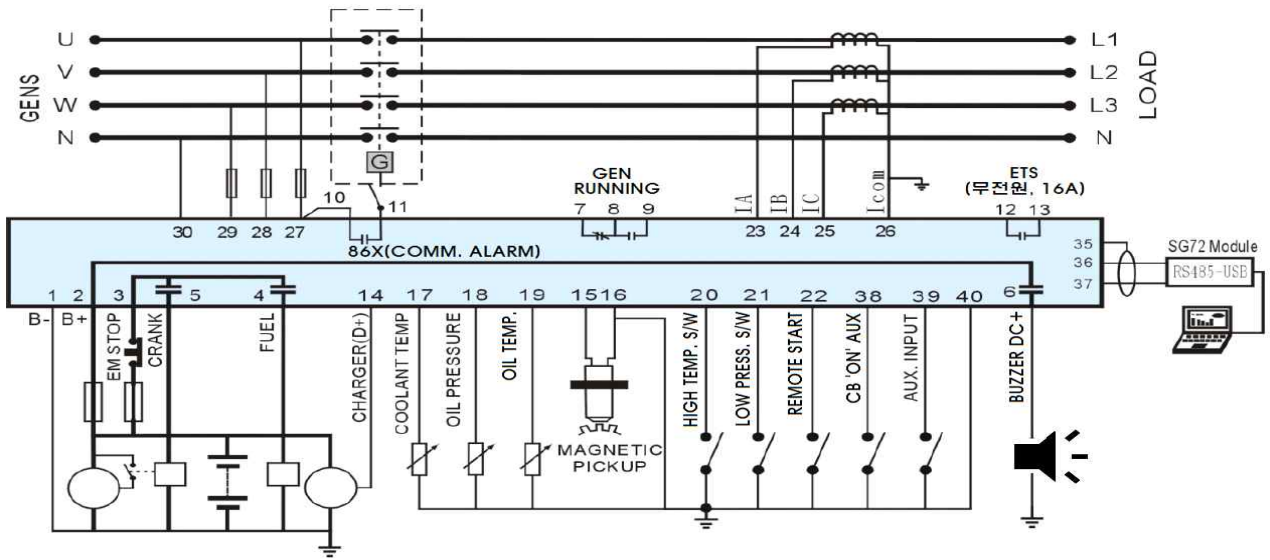 U
V
W
N
GENS
L1
L2
L3
N
LOAD
G
10
11
GEN
RUNNING
7 8 9
IA
IB
IC
Icom
ETS
(무전원, 16A)
12 13
30 29 28 27
23 24 25 26
86X(COMM. ALARM)
35
36
37
SG72 Module
RS485-USB
1 2 3 5 4 14 17 18 19 15 16 20 21 22 38 39 40 6
B- B+
EM STOP
CRANK
FUEL
CHARGER(D+)
COOLANT TEMP
OIL PRESSURE
OIL TEMP.
MAGNETIC
PICKUP
HIGH TEMP. S/W
LOW PRESS. S/W
REMOTE START
CB 'ON' AUX
AUX. INPUT
BUZZER DC+